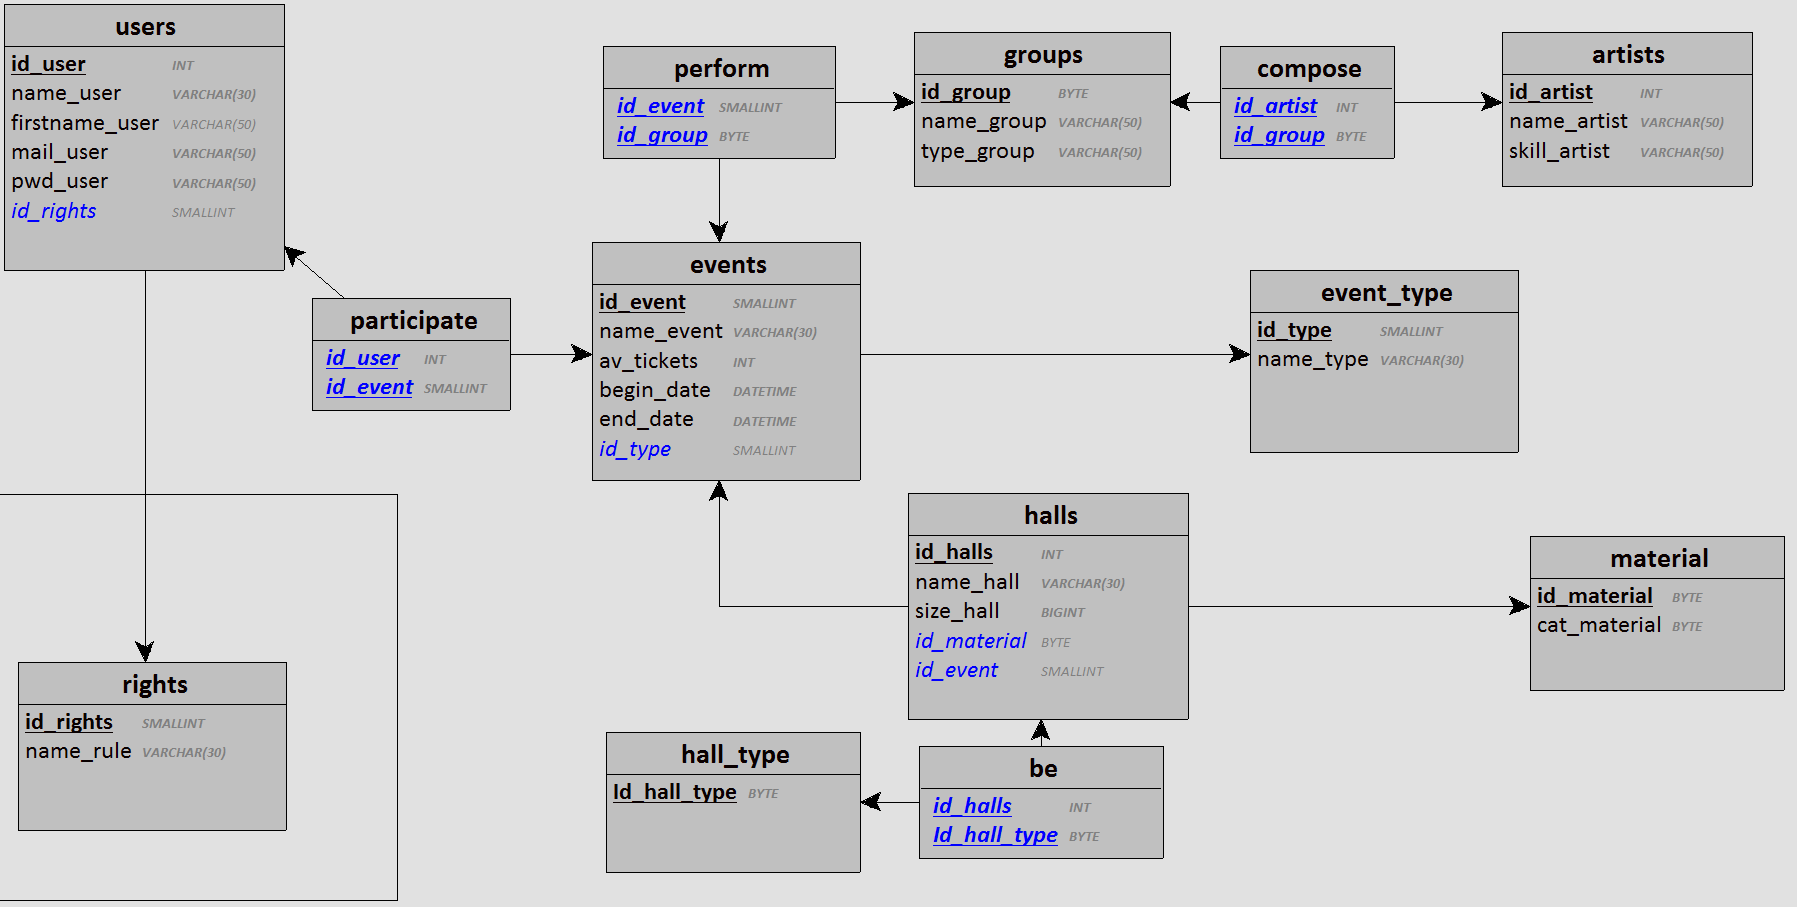 users
id_user INT
name_user VARCHAR(30)
firstname_user VARCHAR(50)
mail_user VARCHAR(50)
pwd_user VARCHAR(50)
id_rights SMALLINT
perform
id_event SMALLINT
id_group BYTE
groups
id_group BYTE
name_group VARCHAR(50)
type_group VARCHAR(50)
compose
id_artist INT
id_group BYTE
artists
id_artist INT
name_artist VARCHAR(50)
skill_artist VARCHAR(50)
participate
id_user INT
id_event SMALLINT
events
id_event SMALLINT
name_event VARCHAR(30)
av_tickets INT
begin_date DATETIME
end_date DATETIME
id_type SMALLINT
event_type
id_type SMALLINT
name_type VARCHAR(30)
halls
id_halls INT
name_hall VARCHAR(30)
size_hall BIGINT
id_material BYTE
id_event SMALLINT
material
id_material BYTE
cat_material BYTE
rights
id_rights SMALLINT
name_rule VARCHAR(30)
hall_type
Id_hall_type BYTE
be
id_halls INT
Id_hall_type BYTE